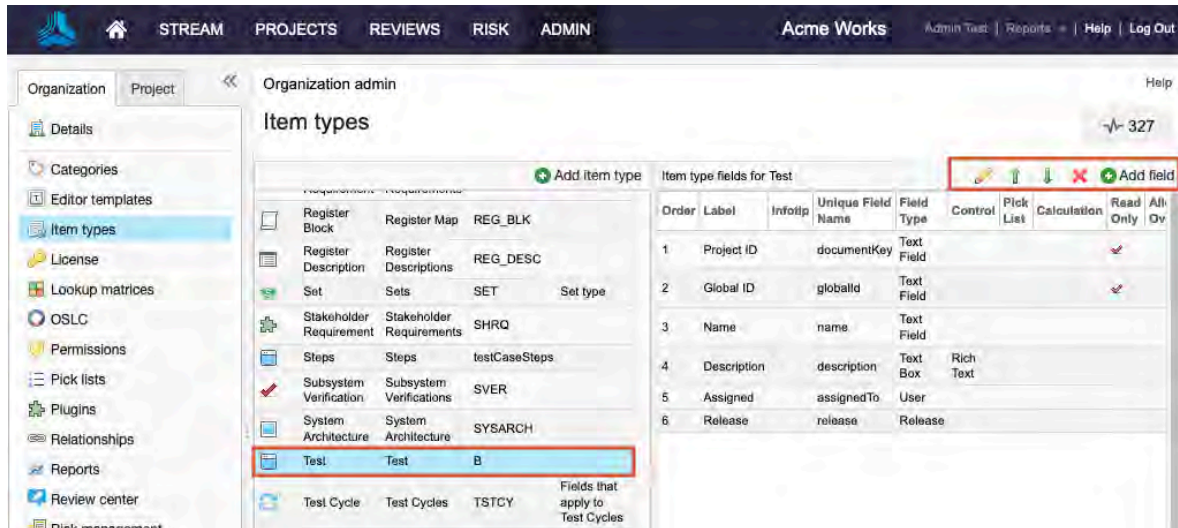 STREAM PROJECTS REVIEWS RISK ADMIN Acme Works Admin Test | Reports | Help | Log Out
Organization Project
Organization admin Help
Item types 327
Details
Categories
Editor templates
Item types
License
Lookup matrices
OSLC
Permissions
Pick lists
Plugins
Relationships
Reports
Review center
Risk management
Add item type
Requirement Requirements
Register Block Register Map REG_BLK
Register Description Register Descriptions REG_DESC
Set Sets SET Set type
Stakeholder Requirement Stakeholder Requirements SHRQ
Steps Steps testCaseSteps
Subsystem Verification Subsystem Verifications SVER
System Architecture System Architecture SYSARCH
Test Test B
Test Cycle Test Cycles TSTCY Fields that apply to Test Cycles
Item type fields for Test Add field
Order Label Infotip Unique Field Name Field Type Control Pick List Calculation Read Only
1 Project ID documentKey Text Field
2 Global ID globalId Text Field
3 Name name Text Field
4 Description description Text Box Rich Text
5 Assigned assignedTo User
6 Release release Release